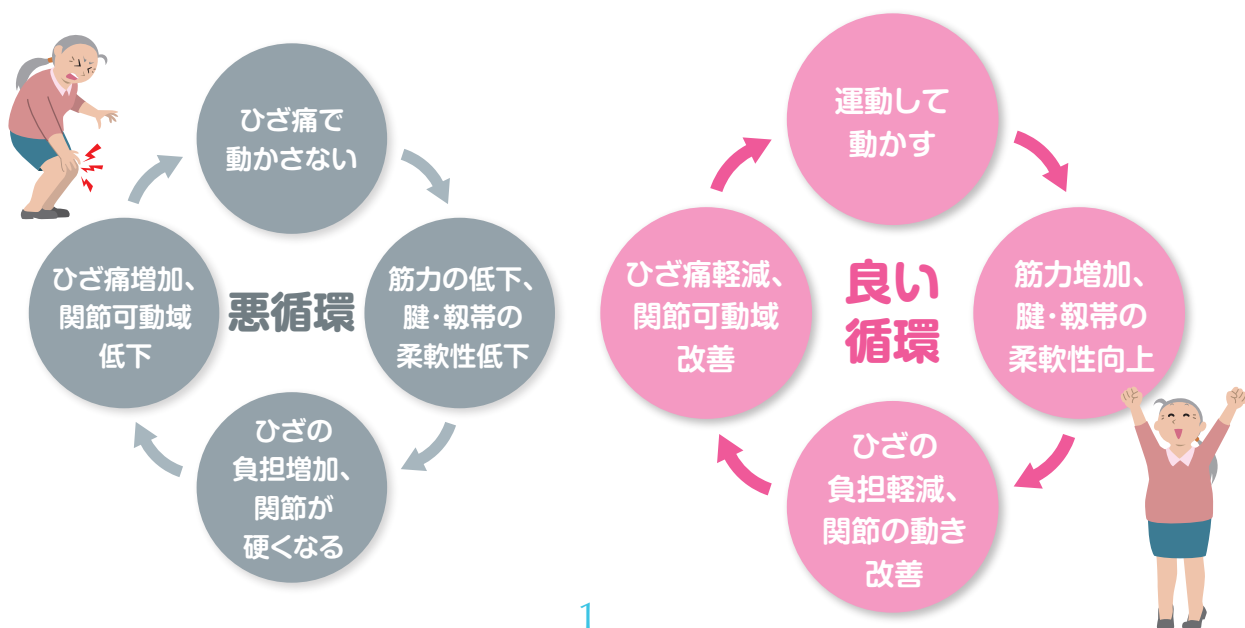 ひざ痛で
動かさない
筋力の低下、
腱・靱帯の
柔軟性低下
ひざの
負担増加、
関節が
硬くなる
ひざ痛増加、
関節可動域
低下
悪循環
運動して
動かす
筋力増加、
腱・靱帯の
柔軟性向上
ひざの
負担軽減、
関節の動き
改善
ひざ痛軽減、
関節可動域
改善
良い
循環
1